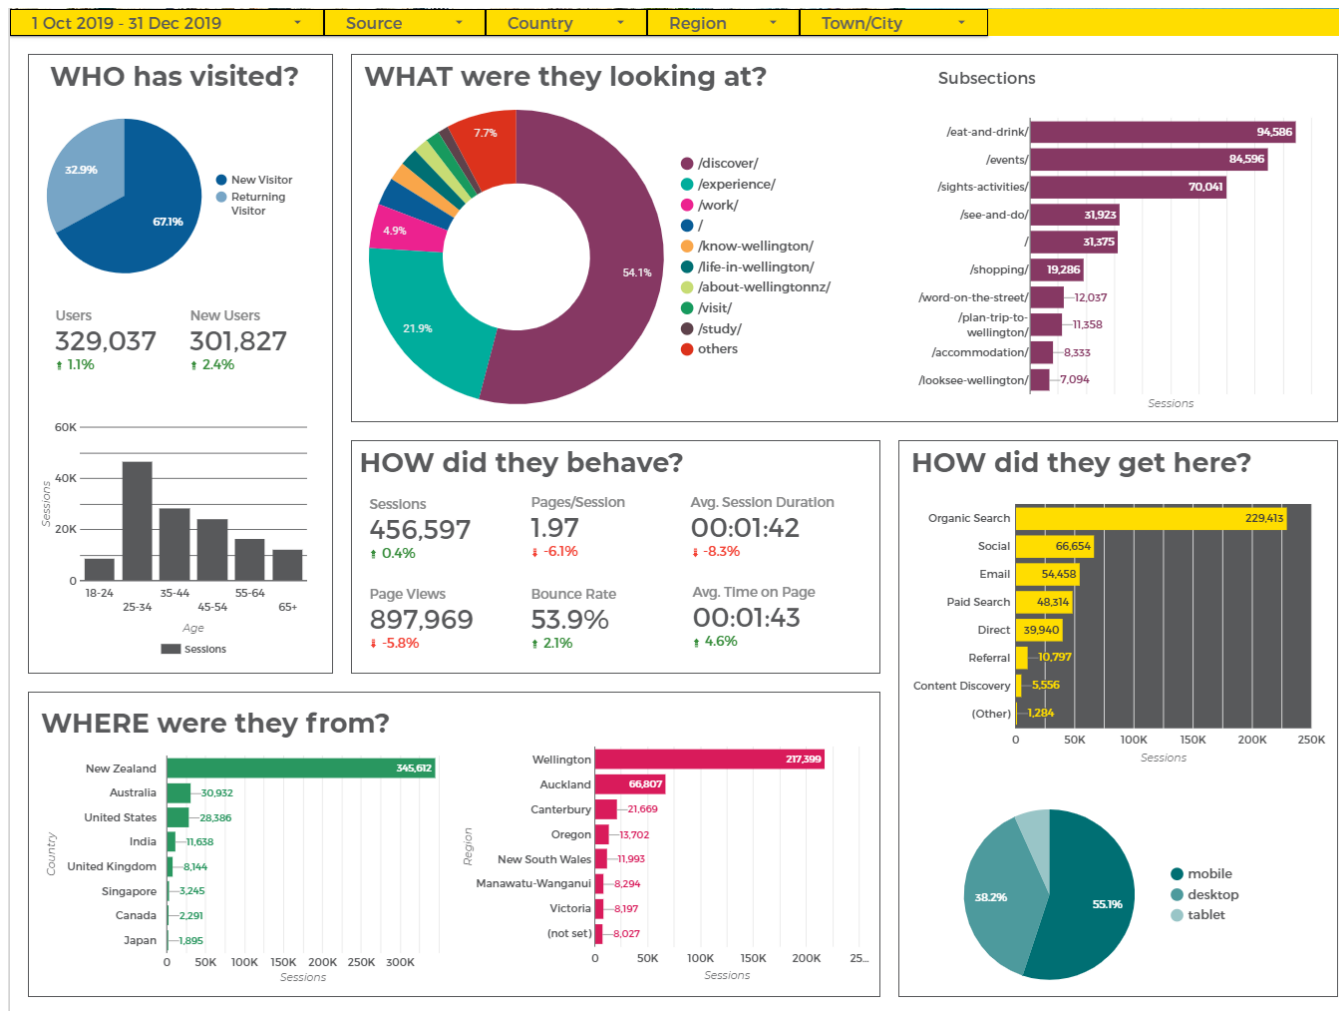 1 Oct 2019 - 31 Dec 2019
Source
Country
Region
Town/City
WHO has visited?
32.9%
67.1%
New Visitor
Returning
Visitor
Users
329,037
1.1%
New Users
301,827
2.4%
60K
40K
20K
0
Sessions
18-24
25-34
35-44
45-54
55-64
65+
Age
Sessions
WHAT were they looking at?
7.7%
4.9%
21.9%
54.1%
/discover/
/experience/
/work/
/
/know-wellington/
/life-in-wellington/
/about-wellingtonnz/
/visit/
/study/
others
Subsections
/eat-and-drink/ 94,586
/events/ 84,596
/sights-activities/ 70,041
/see-and-do/ 31,923
/ 31,375
/shopping/ 19,286
/word-on-the-street/ 12,037
/plan-trip-to-
wellington/ 11,358
/accommodation/ 8,333
/looksee-wellington/ 7,094
Sessions
HOW did they behave?
Sessions
456,597
0.4%
Pages/Session
1.97
-6.1%
Avg. Session Duration
00:01:42
-8.3%
Page Views
897,969
-5.8%
Bounce Rate
53.9%
2.1%
Avg. Time on Page
00:01:43
4.6%
HOW did they get here?
Organic Search 229,413
Social 66,654
Email 54,458
Paid Search 48,314
Direct 39,940
Referral 10,797
Content Discovery 5,556
(Other) 1,284
0 50K 100K 150K 200K 250K
Sessions
38.2%
55.1%
mobile
desktop
tablet
WHERE were they from?
Country
New Zealand 345,612
Australia 30,932
United States 28,386
India 11,638
United Kingdom 8,144
Singapore 3,245
Canada 2,291
Japan 1,895
0 50K 100K 150K 200K 250K 300K
Sessions
Region
Wellington 217,399
Auckland 66,807
Canterbury 21,669
Oregon 13,702
New South Wales 11,993
Manawatu-Wanganui 8,294
Victoria 8,197
(not set) 8,027
0 50K 100K 150K 200K 25...
Sessions